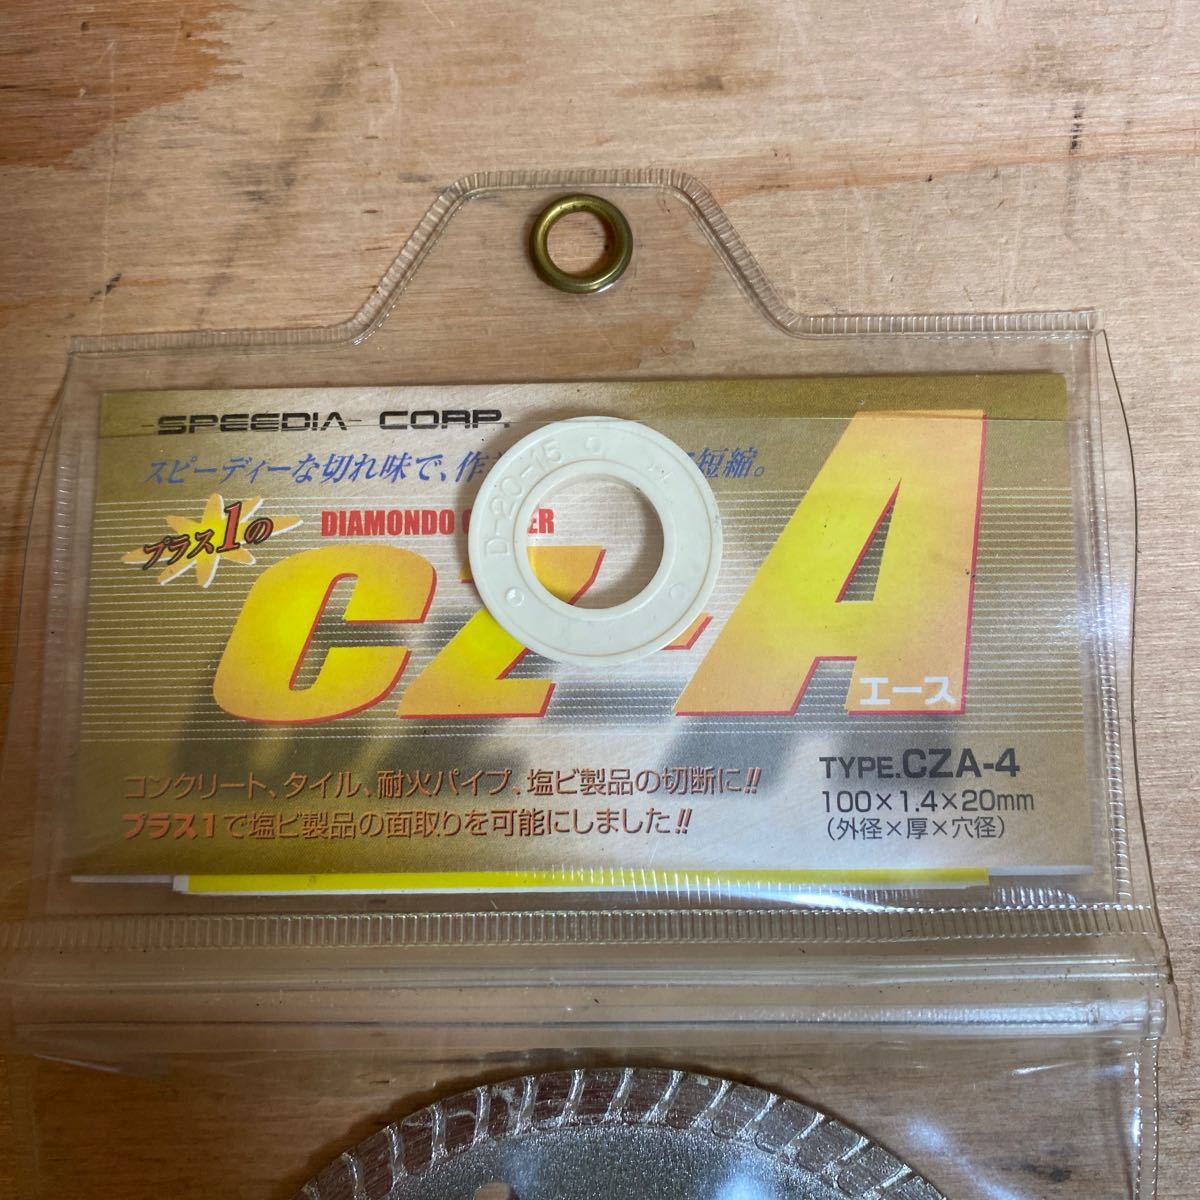 SPEEDIA CORP.
スピーディーな切れ味で、作 短縮。
プラス1の
DIAMONDO
CZ-A
エース
D-20-15
コンクリート、タイル、耐火パイプ、塩ビ製品の切断に!!
プラス1で塩ビ製品の面取りを可能にしました!!
TYPE.CZA-4
100×1.4×20mm
(外径×厚×穴径)